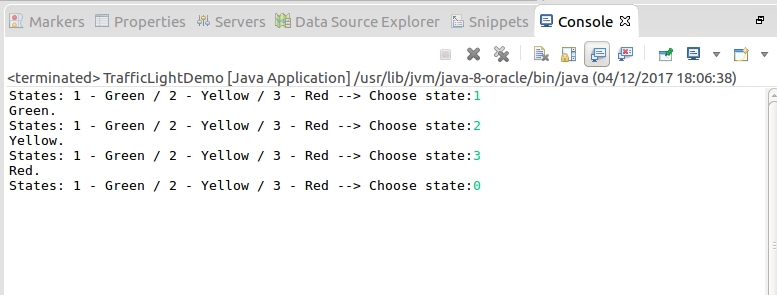 Markers Properties Servers Data Source Explorer Snippets Console
<terminated> TrafficLightDemo [Java Application] /usr/lib/jvm/java-8-oracle/bin/java (04/12/2017 18:06:38)
States: 1 - Green / 2 - Yellow / 3 - Red --> Choose state:1
Green.
States: 1 - Green / 2 - Yellow / 3 - Red --> Choose state:2
Yellow.
States: 1 - Green / 2 - Yellow / 3 - Red --> Choose state:3
Red.
States: 1 - Green / 2 - Yellow / 3 - Red --> Choose state:0